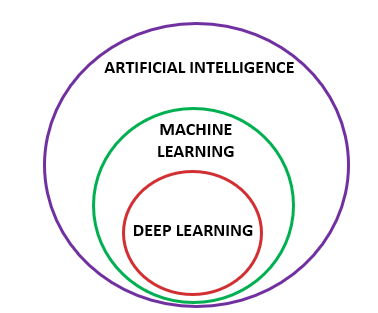 ARTIFICIAL INTELLIGENCE
MACHINE
LEARNING
DEEP LEARNING